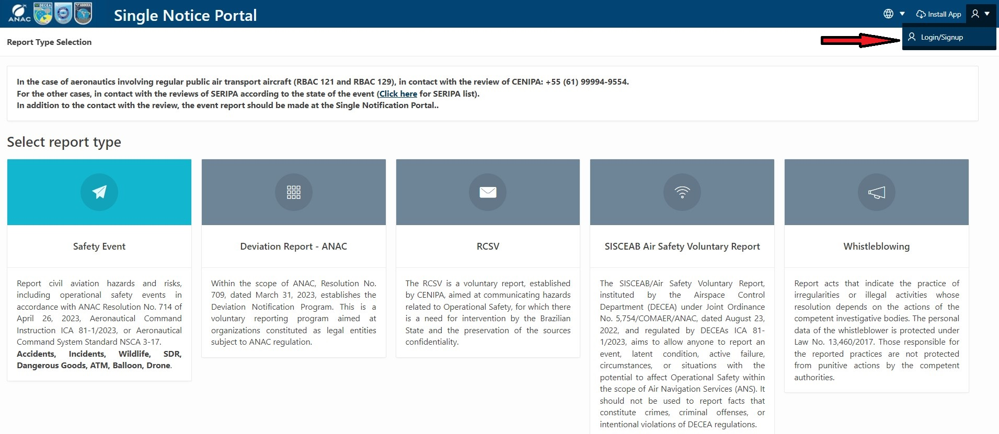 ANAC
DECEA
ASOCEA
Single Notice Portal
Install App
Login/Signup
Report Type Selection
In the case of aeronautics involving regular public air transport aircraft (RBAC 121 and RBAC 129), in contact with the review of CENIPA: +55 (61) 99994-9554.
For the other cases, in contact with the reviews of SERIPA according to the state of the event (Click here for SERIPA list).
In addition to the contact with the review, the event report should be made at the Single Notification Portal..
Select report type
Safety Event
Report civil aviation hazards and risks,
including operational safety events in
accordance with ANAC Resolution No. 714 of
April 26, 2023, Aeronautical Command
Instruction ICA 81-1/2023, or Aeronautical
Command System Standard NSCA 3-17.
Accidents, Incidents, Wildlife, SDR,
Dangerous Goods, ATM, Balloon, Drone.
Deviation Report - ANAC
Within the scope of ANAC, Resolution No.
709, dated March 31, 2023, establishes the
Deviation Notification Program. This is a
voluntary reporting program aimed at
organizations constituted as legal entities
subject to ANAC regulation.
RCSV
The RCSV is a voluntary report, established
by CENIPA, aimed at communicating hazards
related to Operational Safety, for which there
is a need for intervention by the Brazilian
State and the preservation of the sources
confidentiality.
SISCEAB Air Safety Voluntary Report
The SISCEAB/Air Safety Voluntary Report,
instituted by the Airspace Control
Department (DECEA) under Joint Ordinance
No. 5,754/COMAER/ANAC, dated August 23,
2022, and regulated by DECEAs ICA 81-
1/2023, aims to allow anyone to report an
event, latent condition, active failure,
circumstances, or situations with the
potential to affect Operational Safety within
the scope of Air Navigation Services (ANS). It
should not be used to report facts that
constitute crimes, criminal offenses, or
intentional violations of DECEA regulations.
Whistleblowing
Report acts that indicate the practice of
irregularities or illegal activities whose
resolution depends on the actions of the
competent investigative bodies. The personal
data of the whistleblower is protected under
Law No. 13,460/2017. Those responsible for
the reported practices are not protected
from punitive actions by the competent
authorities.